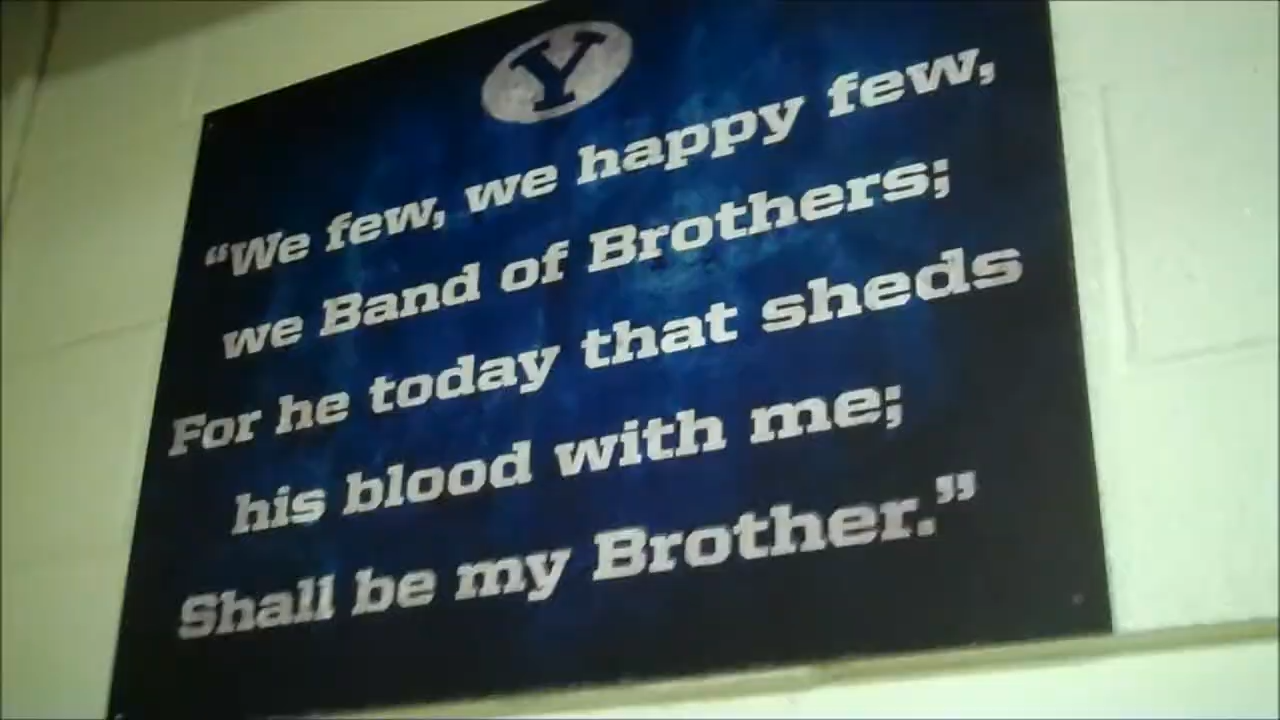 Y
“We few, we happy few,
we Band of Brothers;
For he today that sheds
his blood with me;
Shall be my Brother.”